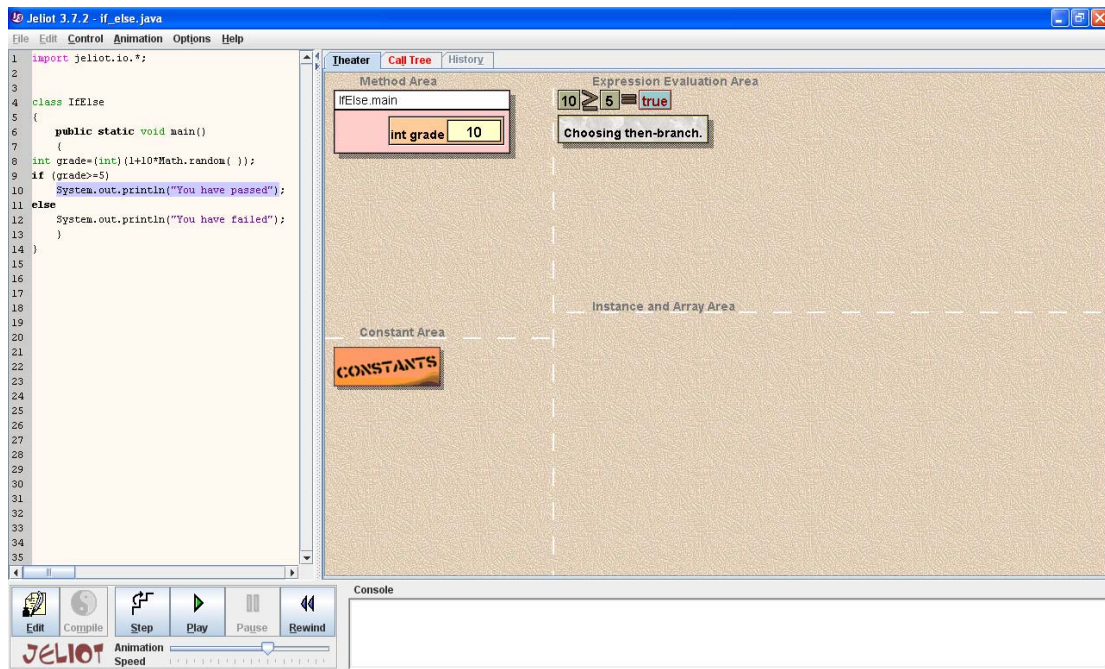 Jeliot 3.7.2 - if_else.java
File Edit Control Animation Options Help
1 import jeliot.io.*;
2
3
4 class IfElse
5 {
6 public static void main()
7 {
8 int grade=(int)(1+10*Math.random( ));
9 if (grade>=5)
10 System.out.println("You have passed");
11 else
12 System.out.println("You have failed");
13 }
14 }
15
16
17
18
19
20
21
22
23
24
25
26
27
28
29
30
31
32
33
34
35
Theater Call Tree History
Method Area
IfElse.main
int grade 10
Expression Evaluation Area
10 ≥ 5 = true
Choosing then-branch.
Constant Area
CONSTANTS
Instance and Array Area
Edit Compile Step Play Pause Rewind
JELIOT
Animation Speed
Console